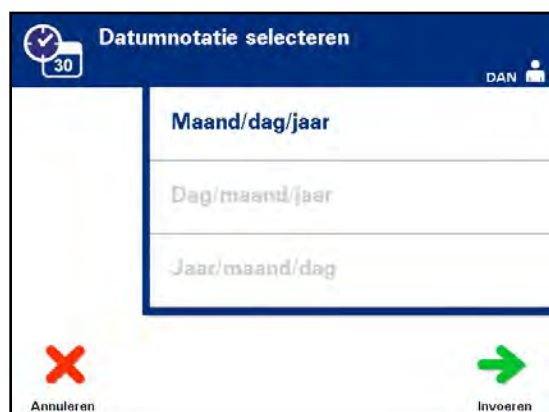 30
Datumnotatie selecteren
DAN
Maand/dag/jaar
Dag/maand/jaar
Jaar/maand/dag
Annuleren
Invoeren